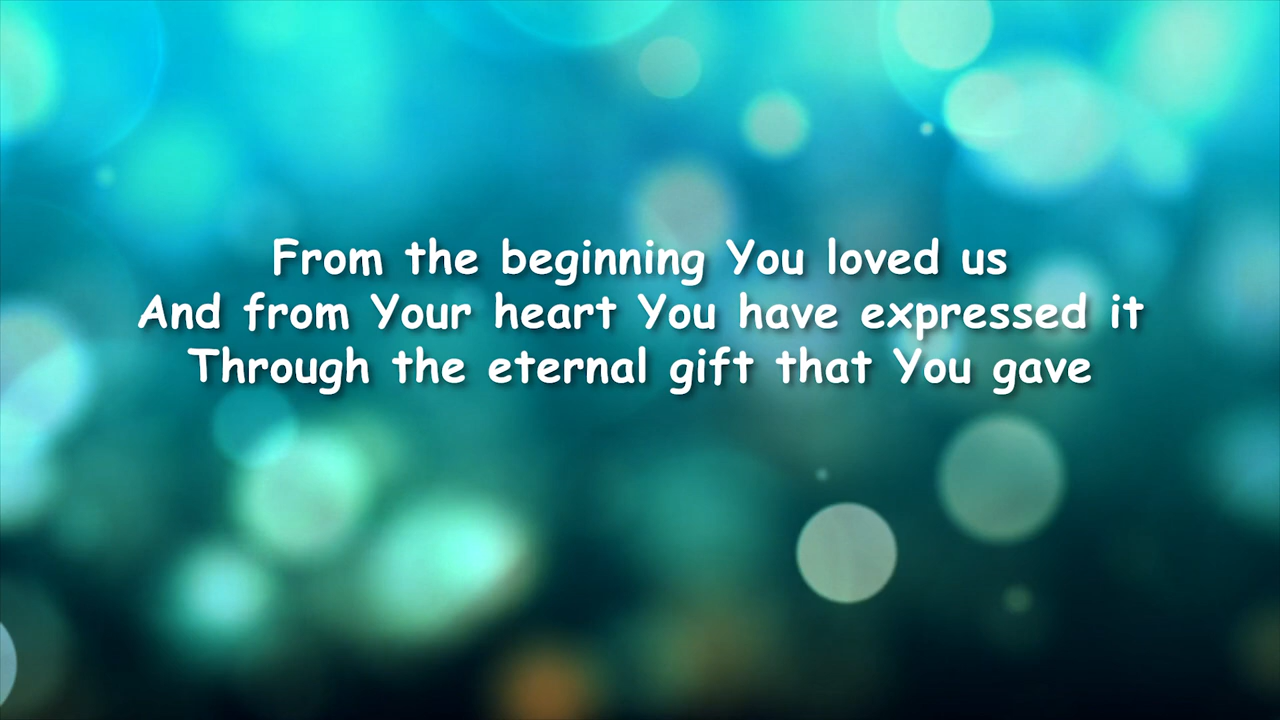 From the beginning You loved us
And from Your heart You have expressed it
Through the eternal gift that You gave